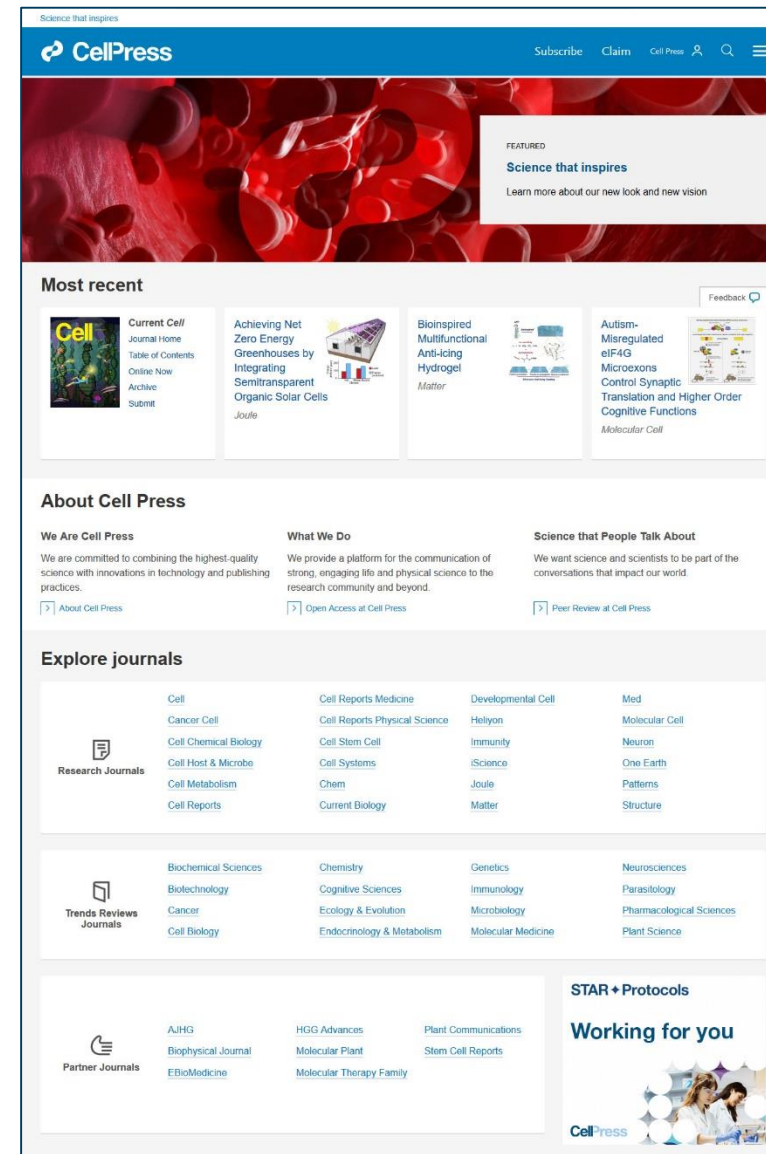 Science that inspires
CellPress
Subscribe Claim Cell Press
FEATURED
Science that inspires
Learn more about our new look and new vision
Most recent
Feedback
Cell
Current Cell
Journal Home
Table of Contents
Online Now
Archive
Submit
Achieving Net
Zero Energy
Greenhouses by
Integrating
Semitransparent
Organic Solar Cells
Joule
Bioinspired
Multifunctional
Anti-icing
Hydrogel
Matter
Autism-
Misregulated
eIF4G
Microexons
Control Synaptic
Translation and Higher Order
Cognitive Functions
Molecular Cell
About Cell Press
We Are Cell Press
We are committed to combining the highest-quality
science with innovations in technology and publishing
practices.
About Cell Press
What We Do
We provide a platform for the communication of
strong, engaging life and physical science to the
research community and beyond.
Open Access at Cell Press
Science that People Talk About
We want science and scientists to be part of the
conversations that impact our world.
Peer Review at Cell Press
Explore journals
Research Journals
Cell
Cancer Cell
Cell Chemical Biology
Cell Host & Microbe
Cell Metabolism
Cell Reports
Cell Reports Medicine
Cell Reports Physical Science
Cell Stem Cell
Cell Systems
Chem
Current Biology
Developmental Cell
Heliyon
Immunity
iScience
Joule
Matter
Med
Molecular Cell
Neuron
One Earth
Patterns
Structure
Trends Reviews
Journals
Biochemical Sciences
Biotechnology
Cancer
Cell Biology
Chemistry
Cognitive Sciences
Ecology & Evolution
Endocrinology & Metabolism
Genetics
Immunology
Microbiology
Molecular Medicine
Neurosciences
Parasitology
Pharmacological Sciences
Plant Science
Partner Journals
AJHG
Biophysical Journal
EBioMedicine
HGG Advances
Molecular Plant
Molecular Therapy Family
Plant Communications
Stem Cell Reports
STAR✦Protocols
Working for you
CellPress